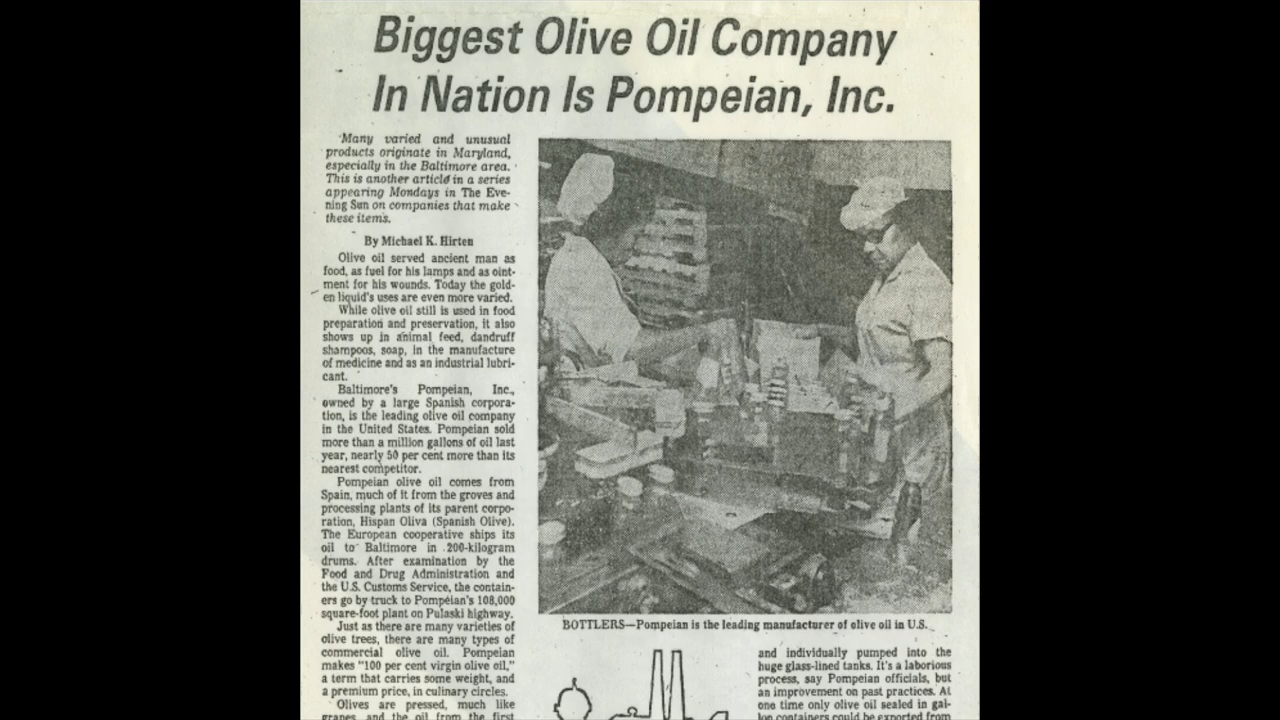 Biggest Olive Oil Company
In Nation Is Pompeian, Inc.
Many varied and unusual
products originate in Maryland,
especially in the Baltimore area.
This is another article in a series
appearing Mondays in The Eve-
ning Sun on companies that make
these items.
By Michael K. Hirten
Olive oil served ancient man as
food, as fuel for his lamps and as oint-
ment for his wounds. Today the gold-
en liquid's uses are even more varied.
While olive oil still is used in food
preparation and preservation, it also
shows up in animal feed, dandruff
shampoos, soap, in the manufacture
of medicine and as an industrial lubri-
cant.
Baltimore's Pompeian, Inc.,
owned by a large Spanish corpora-
tion, is the leading olive oil company
in the United States. Pompeian sold
more than a million gallons of oil last
year, nearly 50 per cent more than its
nearest competitor.
Pompeian olive oil comes from
Spain, much of it from the groves and
processing plants of its parent corpo-
ration, Hispan Oliva (Spanish Olive).
The European cooperative ships its
oil to Baltimore in 200-kilogram
drums. After examination by the
Food and Drug Administration and
the U.S. Customs Service, the contain-
ers go by truck to Pompeian's 108,000
square-foot plant on Pulaski highway.
Just as there are many varieties of
olive trees, there are many types of
commercial olive oil. Pompeian
makes "100 per cent virgin olive oil,"
a term that carries some weight, and
a premium price, in culinary circles.
Olives are pressed, much like
grapes, and the oil from the first
BOTTLERS—Pompeian is the leading manufacturer of olive oil in U.S.
and individually pumped into the
huge glass-lined tanks. It's a laborious
process, say Pompeian officials, but
an improvement on past practices. At
one time only olive oil sealed in gal-
lon containers could be exported from